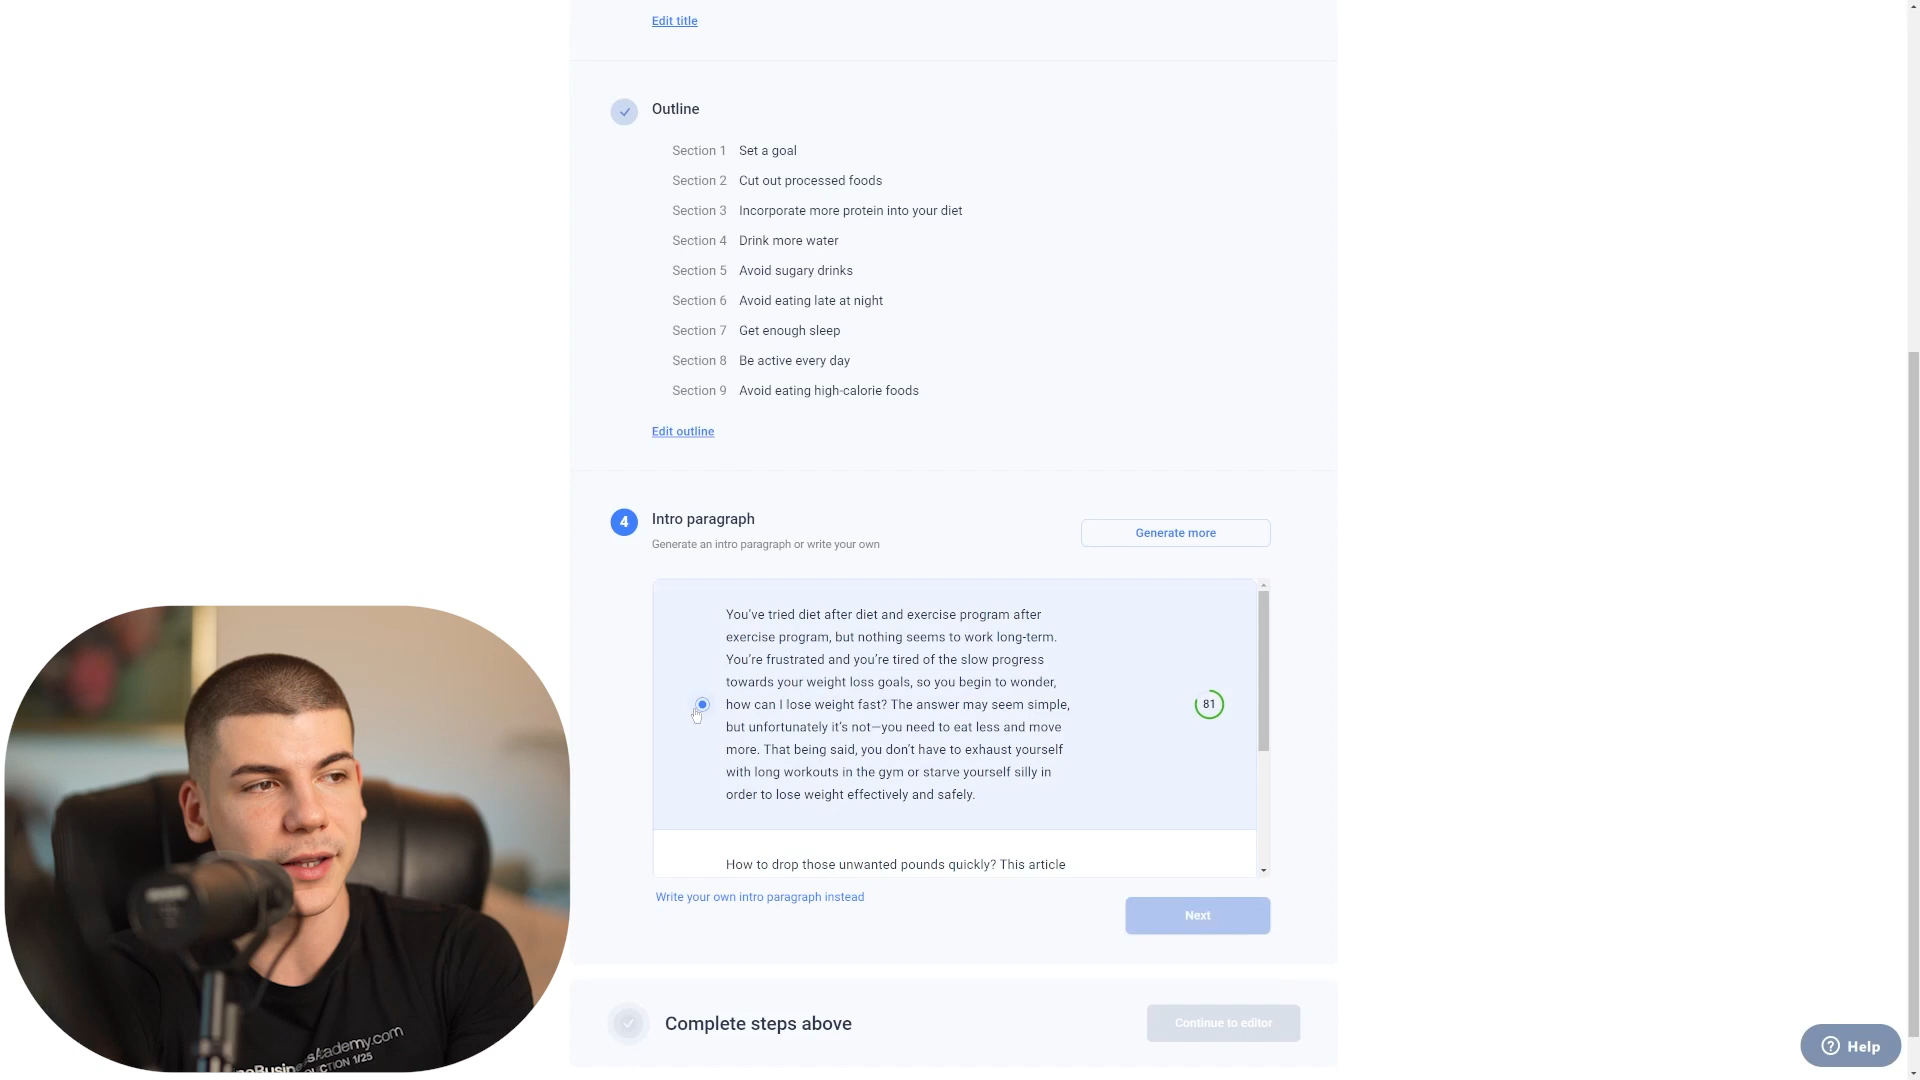 Edit title
Outline
Section 1 Set a goal
Section 2 Cut out processed foods
Section 3 Incorporate more protein into your diet
Section 4 Drink more water
Section 5 Avoid sugary drinks
Section 6 Avoid eating late at night
Section 7 Get enough sleep
Section 8 Be active every day
Section 9 Avoid eating high-calorie foods
Edit outline
4 Intro paragraph
Generate an intro paragraph or write your own
Generate more
You've tried diet after diet and exercise program after
exercise program, but nothing seems to work long-term.
You're frustrated and you're tired of the slow progress
towards your weight loss goals, so you begin to wonder,
how can I lose weight fast? The answer may seem simple,
but unfortunately it's not—you need to eat less and move
more. That being said, you don't have to exhaust yourself
with long workouts in the gym or starve yourself silly in
order to lose weight effectively and safely.
81
How to drop those unwanted pounds quickly? This article
Write your own intro paragraph instead
Next
Complete steps above
Continue to editor
Help
1/25